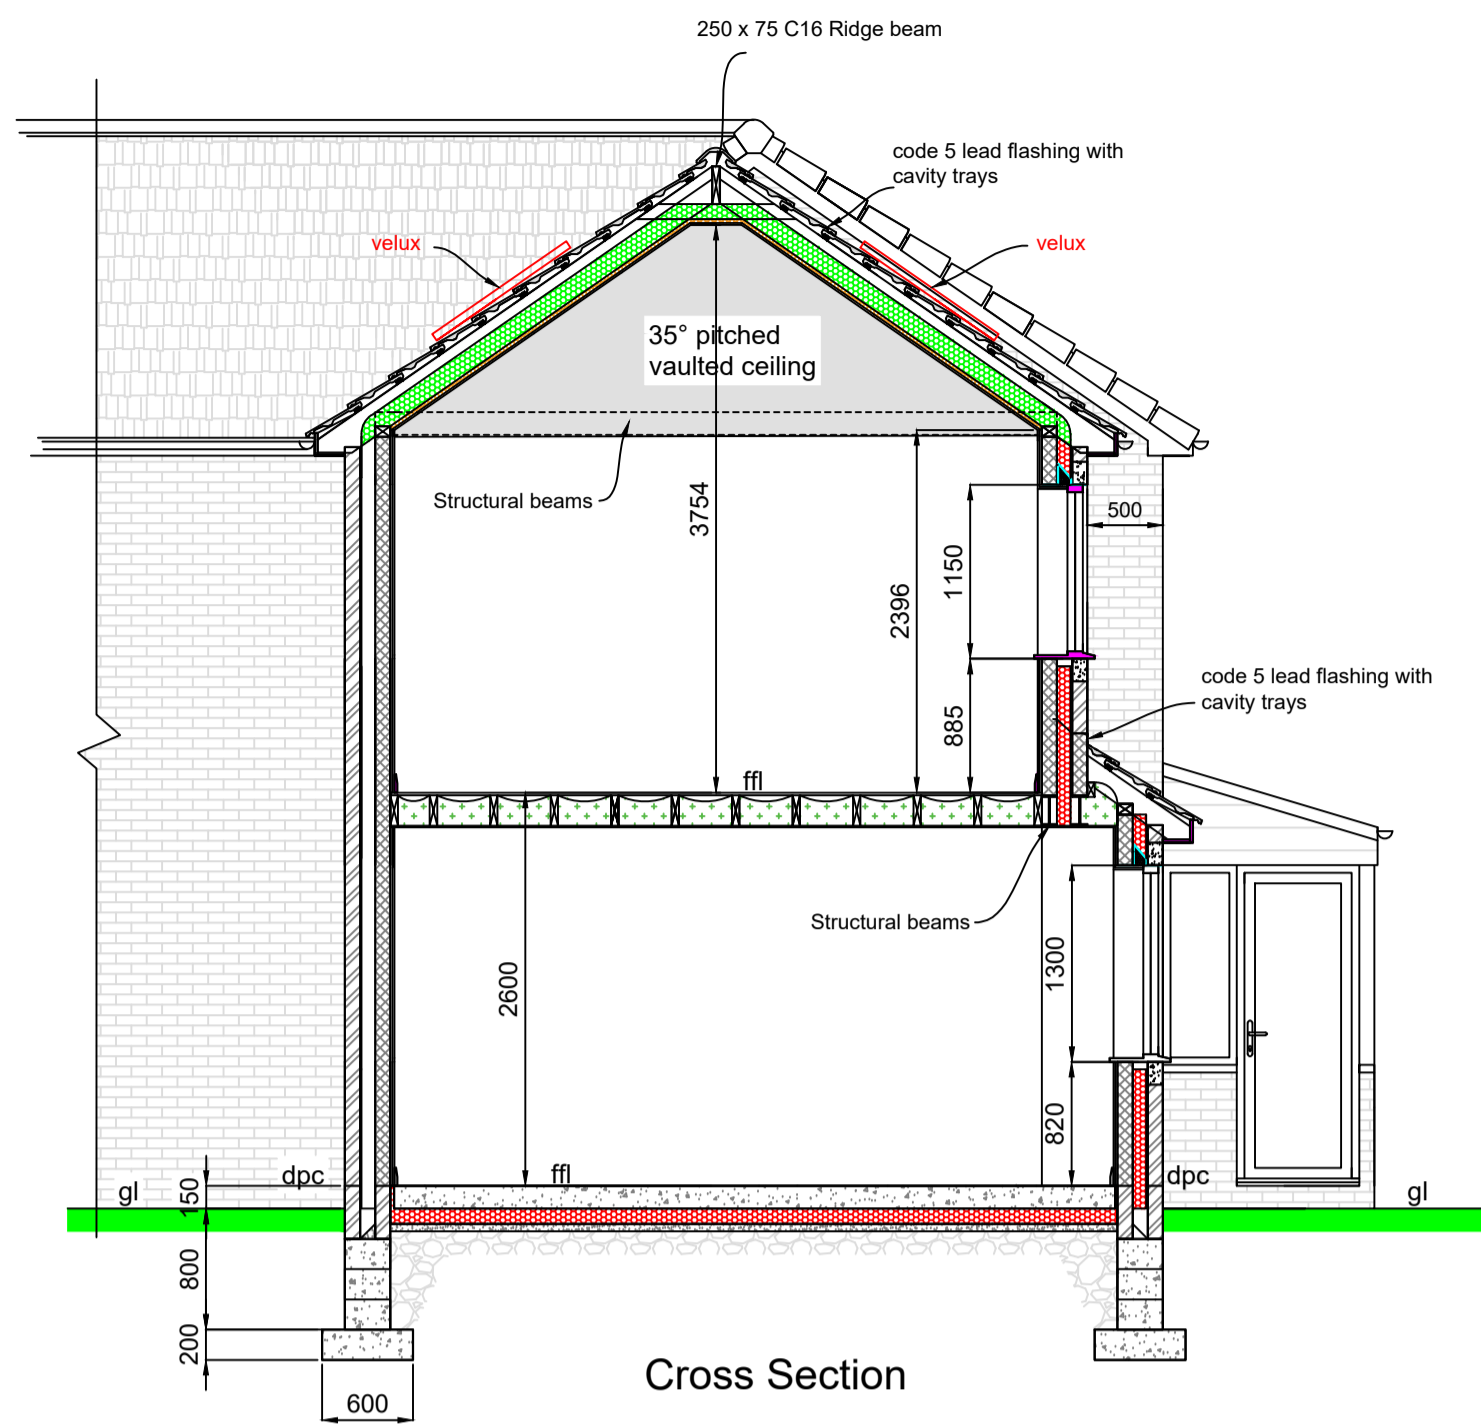 250 x 75 C16 Ridge beam
code 5 lead flashing with
cavity trays
velux
velux
35° pitched
vaulted ceiling
Structural beams
3754
2396
1150
500
885
code 5 lead flashing with
cavity trays
ffl
Structural beams
2600
1300
820
gl
150
dpc
ffl
dpc
gl
800
200
600
Cross Section